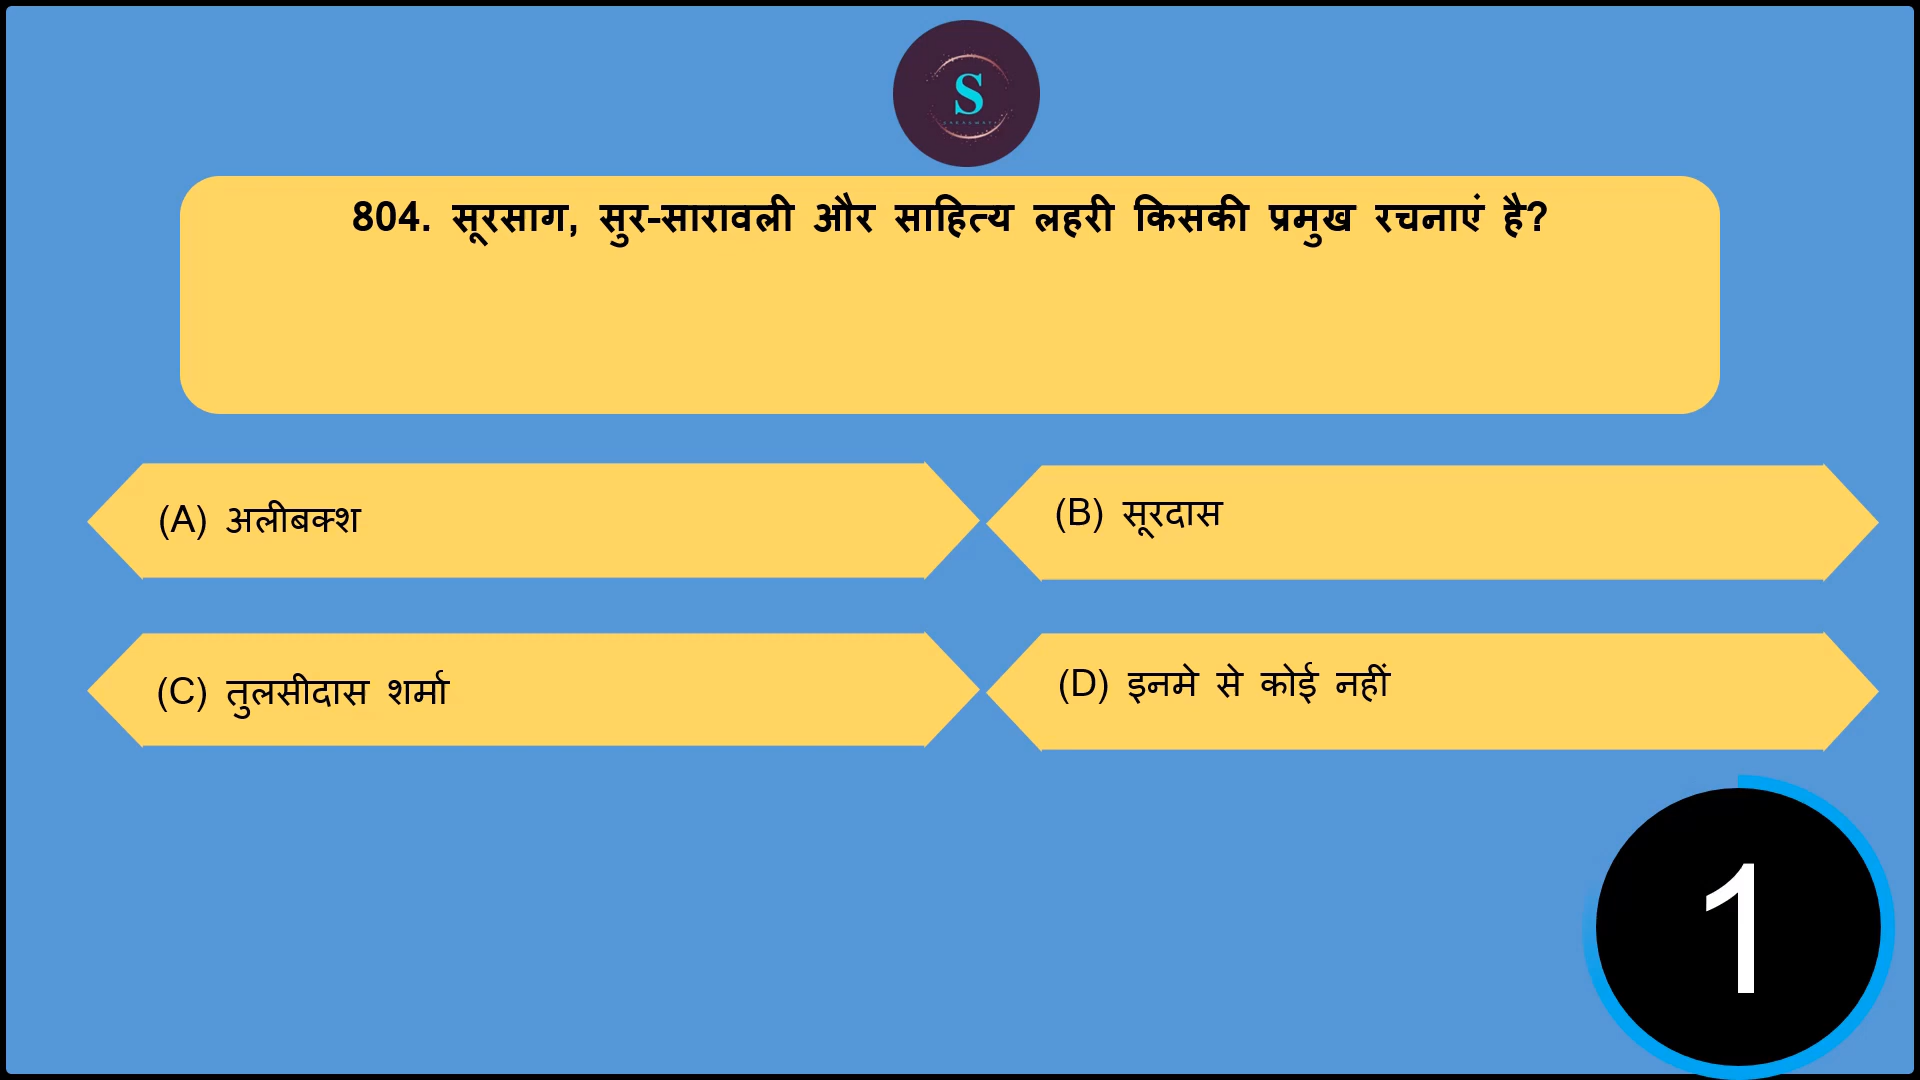 S
804. सूरसाग, सुर-सारावली और साहित्य लहरी किसकी प्रमुख रचनाएं है?
(A) अलीबक्श
(B) सूरदास
(C) तुलसीदास शर्मा
(D) इनमे से कोई नहीं
1